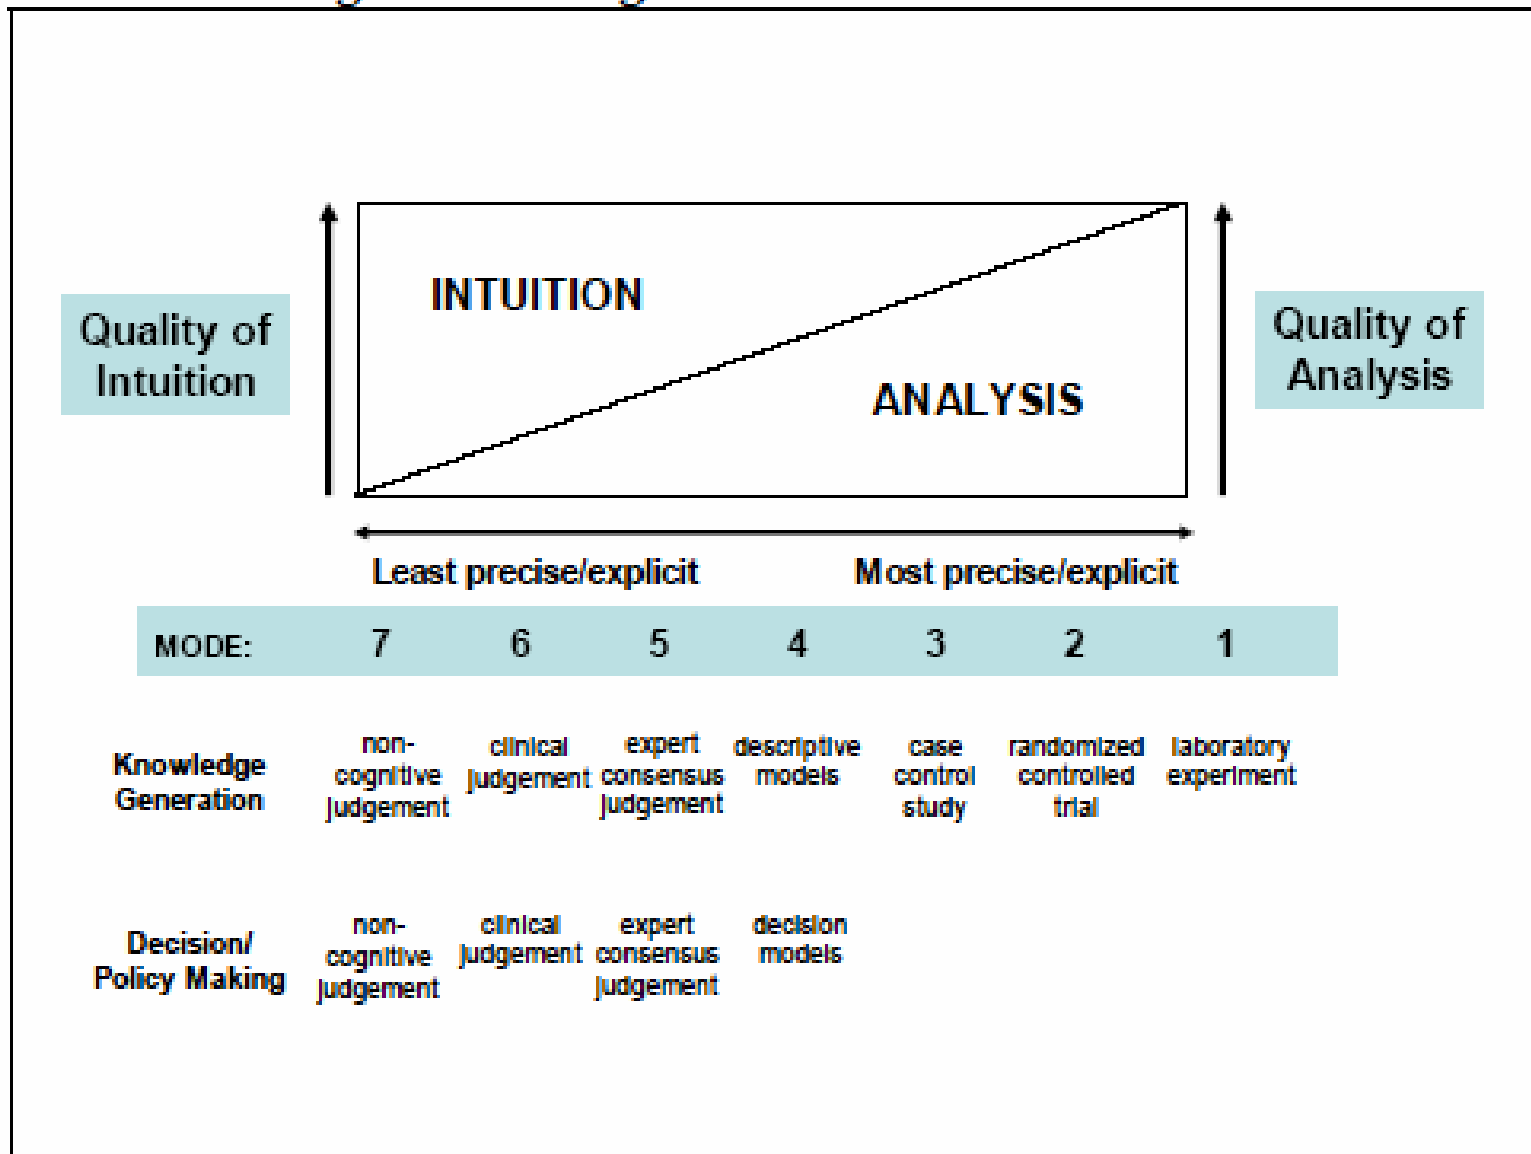 INTUITION
Quality of
Intuition
Quality of
Analysis
ANALYSIS
Least precise/explicit Most precise/explicit
MODE: 7 6 5 4 3 2 1
Knowledge
Generation
non-
cognitive
judgement
clinical
judgement
expert
consensus
judgement
descriptive
models
case
control
study
randomized
controlled
trial
laboratory
experiment
Decision/
Policy Making
non-
cognitive
judgement
clinical
judgement
expert
consensus
judgement
decision
models